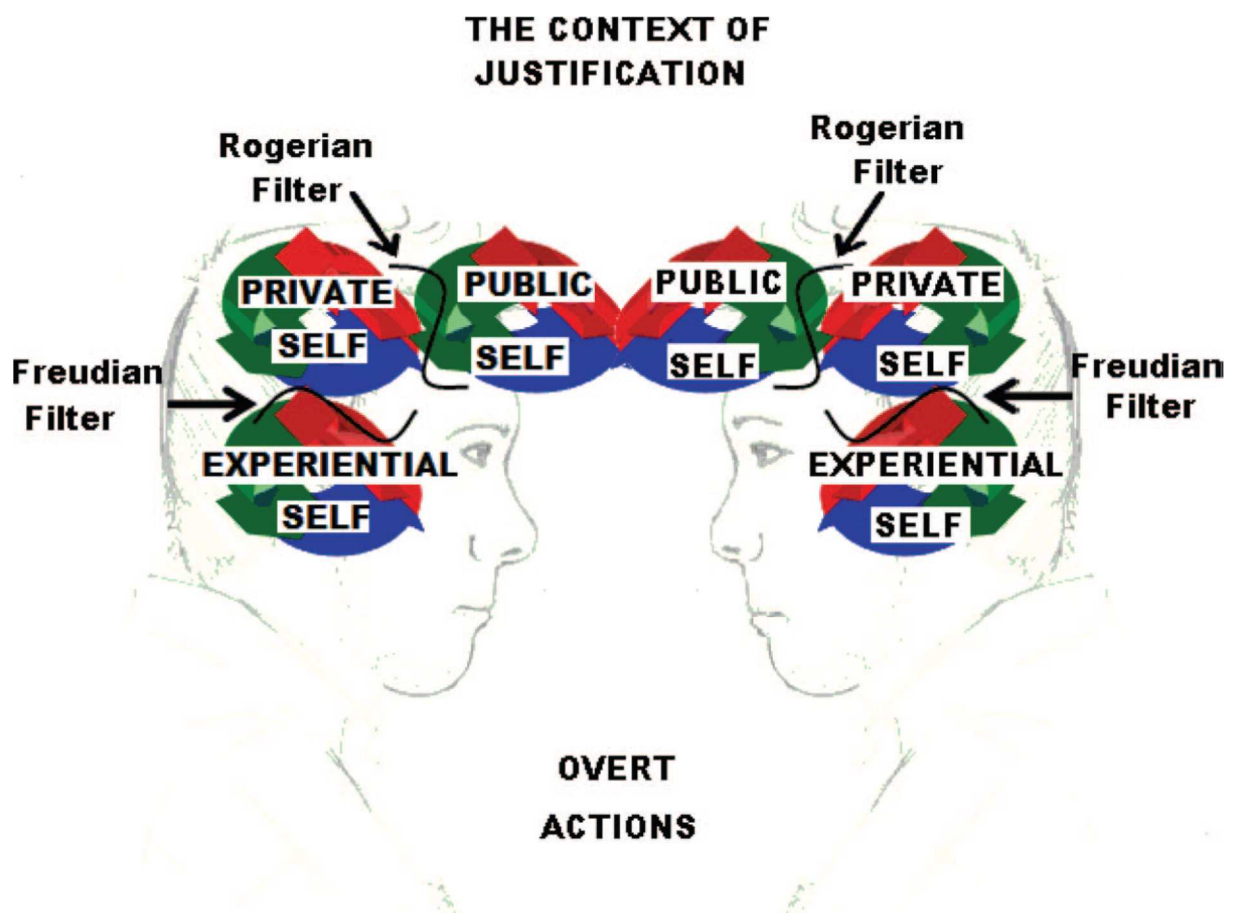 THE CONTEXT OF
JUSTIFICATION
Rogerian
Filter
Rogerian
Filter
PRIVATE
SELF
PUBLIC
SELF
PUBLIC
SELF
PRIVATE
SELF
Freudian
Filter
Freudian
Filter
EXPERIENTIAL
SELF
EXPERIENTIAL
SELF
OVERT
ACTIONS